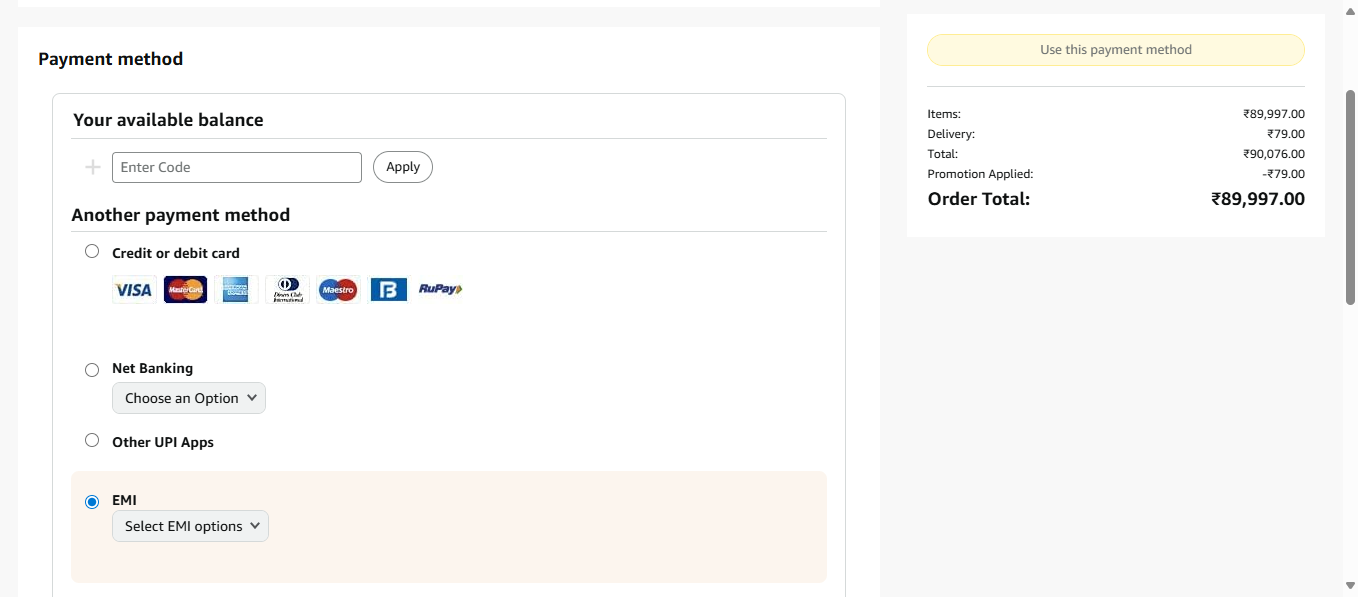 Payment method
Your available balance
Enter Code
Apply
Another payment method
Credit or debit card
VISA MasterCard AMERICAN EXPRESS Diners Club International Maestro B RuPay
Net Banking
Choose an Option
Other UPI Apps
EMI
Select EMI options
Use this payment method
Items: ₹89,997.00
Delivery: ₹79.00
Total: ₹90,076.00
Promotion Applied: -₹79.00
Order Total: ₹89,997.00